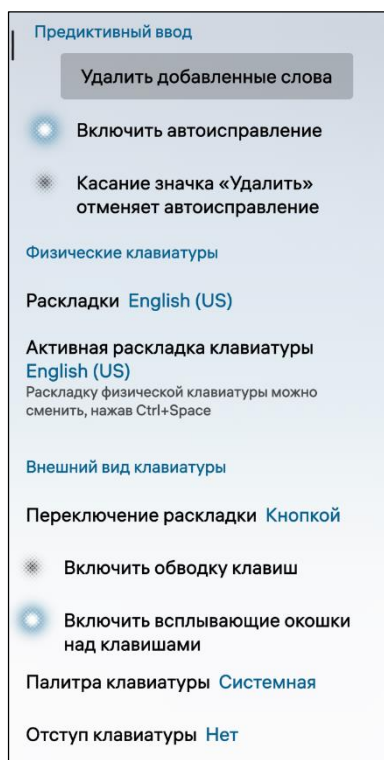 Предиктивный ввод
Удалить добавленные слова
Включить автоисправление
Касание значка «Удалить»
отменяет автоисправление
Физические клавиатуры
Раскладки English (US)
Активная раскладка клавиатуры
English (US)
Раскладку физической клавиатуры можно
сменить, нажав Ctrl+Space
Внешний вид клавиатуры
Переключение раскладки Кнопкой
Включить обводку клавиш
Включить всплывающие окошки
над клавишами
Палитра клавиатуры Системная
Отступ клавиатуры Нет